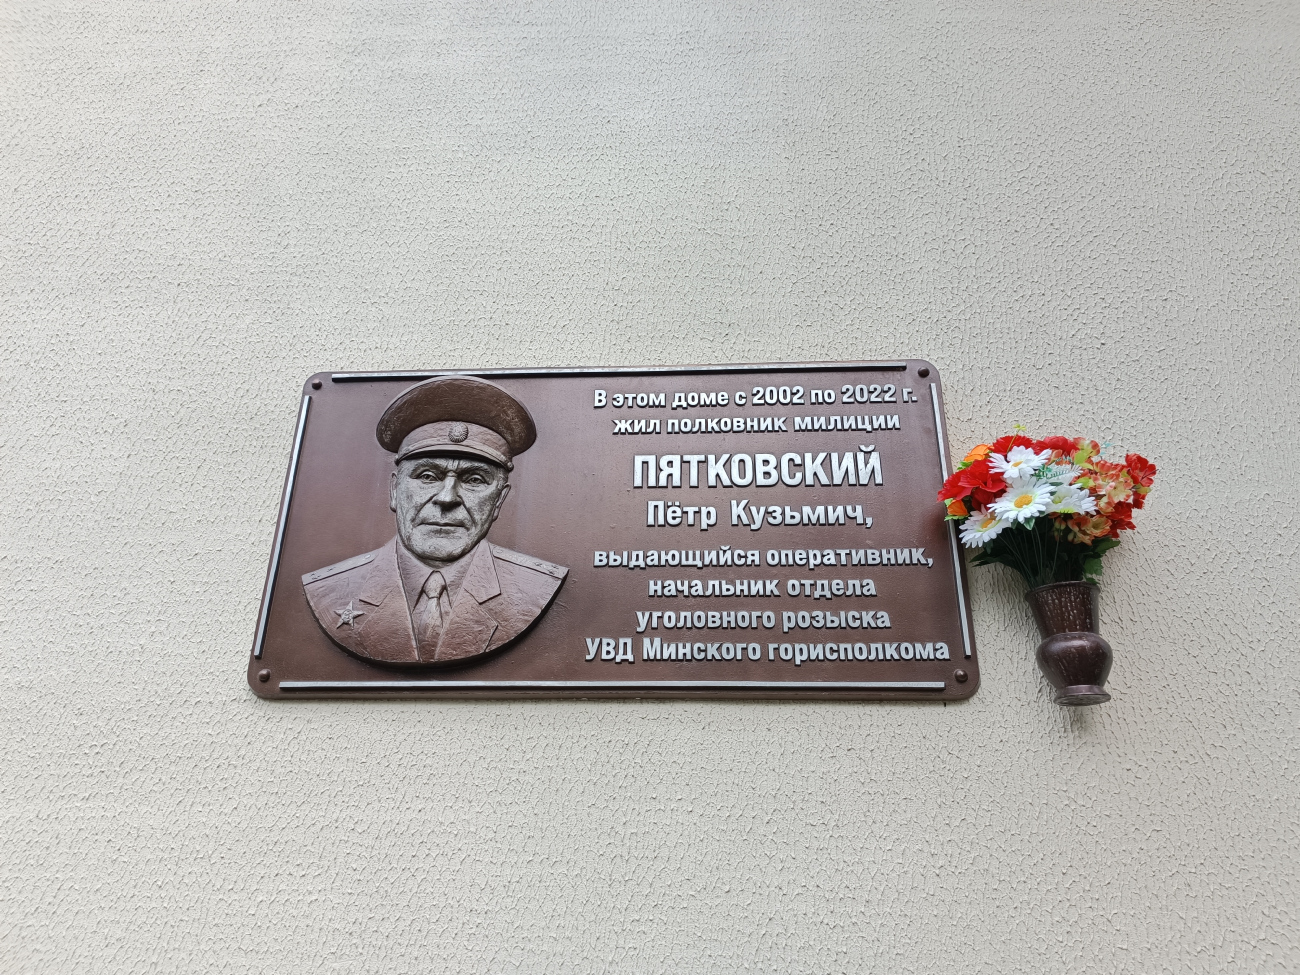 В этом доме с 2002 по 2022 г.
жил полковник милиции
ПЯТКОВСКИЙ
Пётр Кузьмич,
выдающийся оперативник,
начальник отдела
уголовного розыска
УВД Минского горисполкома